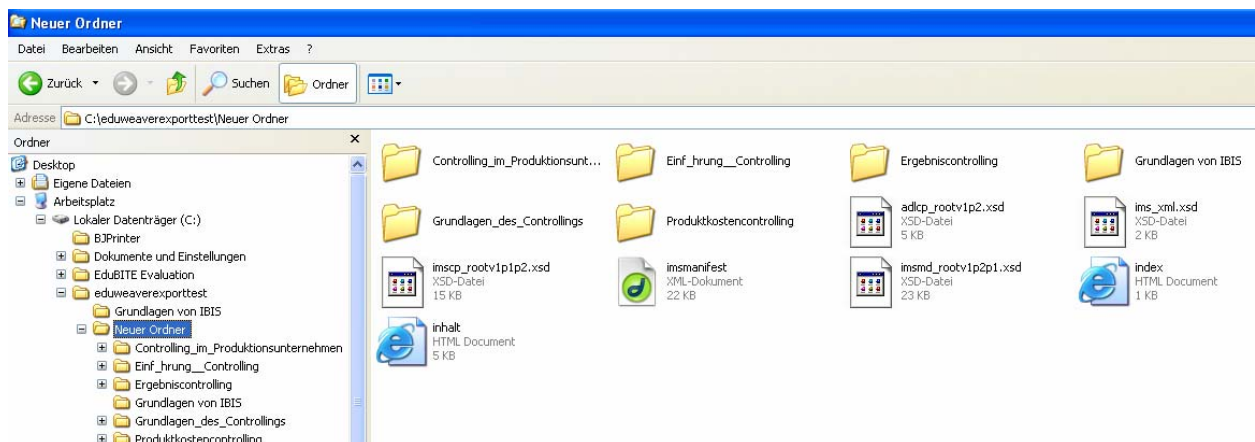 Neuer Ordner
Datei Bearbeiten Ansicht Favoriten Extras ?
Zurück Suchen Ordner
Adresse C:\eduweaverexporttest\Neuer Ordner
Ordner
Desktop
Eigene Dateien
Arbeitsplatz
Lokaler Datenträger (C:)
BJPrinter
Dokumente und Einstellungen
EduBITE Evaluation
eduweaverexporttest
Grundlagen von IBIS
Neuer Ordner
Controlling_im_Produktionsunternehmen
Einf_hrung__Controlling
Ergebniscontrolling
Grundlagen von IBIS
Grundlagen_des_Controllings
Produktkostencontrolling
Controlling_im_Produktionsunt...
Einf_hrung__Controlling
Ergebniscontrolling
Grundlagen von IBIS
Grundlagen_des_Controllings
Produktkostencontrolling
adlcp_rootv1p2.xsd
XSD-Datei
5 KB
ims_xml.xsd
XSD-Datei
2 KB
imscp_rootv1p1p2.xsd
XSD-Datei
15 KB
imsmanifest
XML-Dokument
22 KB
imsmd_rootv1p2p1.xsd
XSD-Datei
23 KB
index
HTML Document
1 KB
inhalt
HTML Document
5 KB